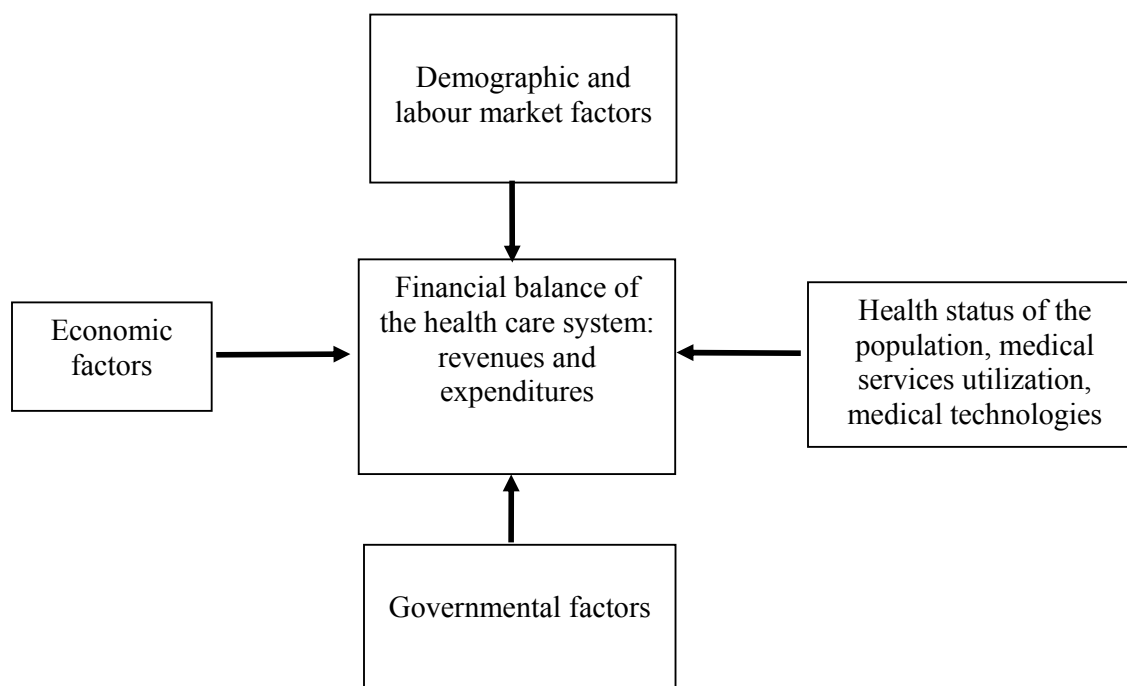 Demographic and
labour market factors
Economic
factors
Financial balance of
the health care system:
revenues and
expenditures
Health status of the
population, medical
services utilization,
medical technologies
Governmental factors